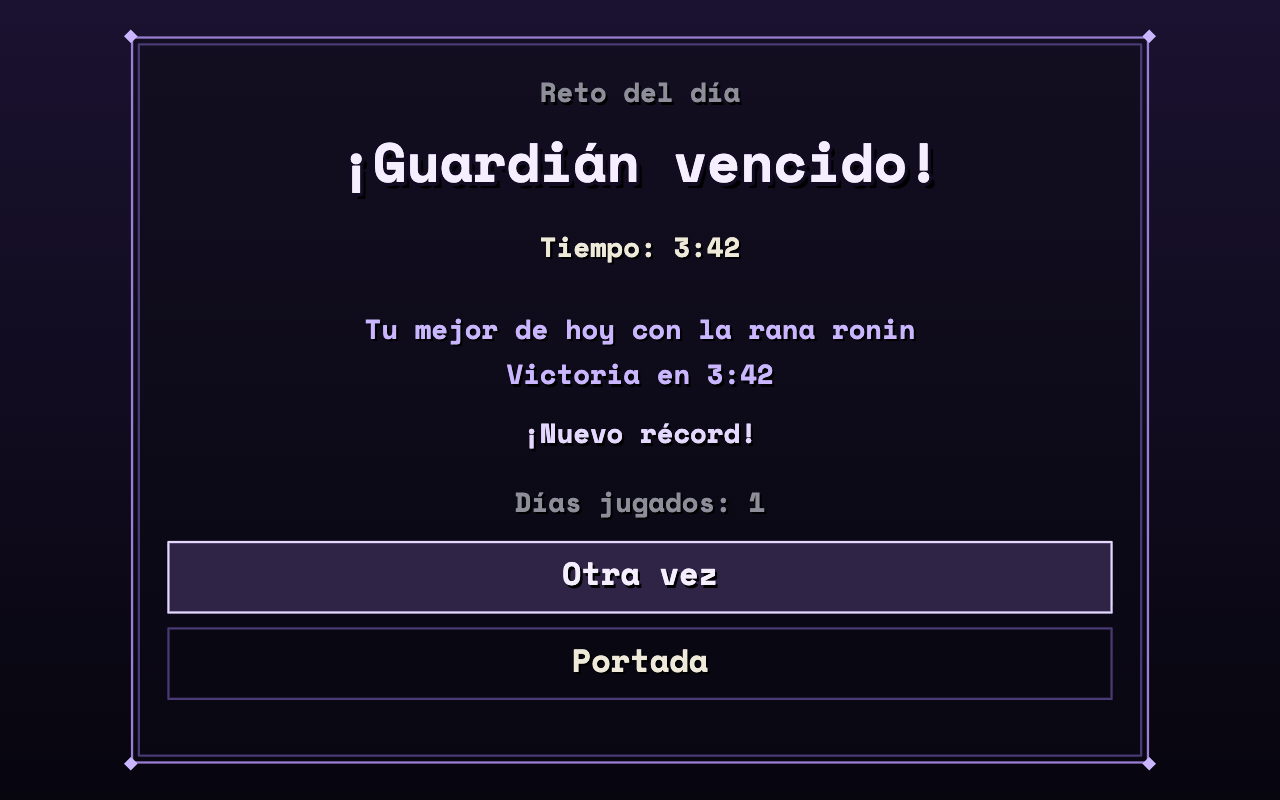 Reto del día
¡Guardián vencido!
Tiempo: 3:42
Tu mejor de hoy con la rana ronin
Victoria en 3:42
¡Nuevo récord!
Días jugados: 1
Otra vez
Portada